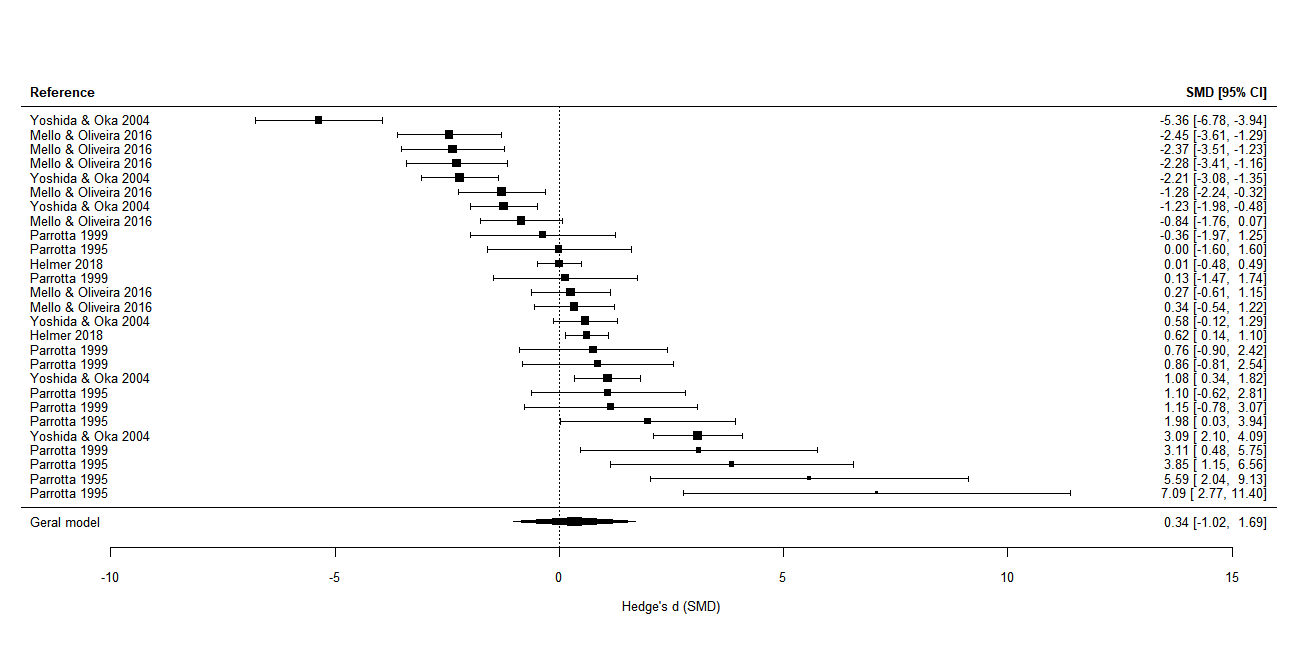 Reference SMD [95% CI]
Yoshida & Oka 2004 -5.36 [-6.78, -3.94]
Mello & Oliveira 2016 -2.45 [-3.61, -1.29]
Mello & Oliveira 2016 -2.37 [-3.51, -1.23]
Mello & Oliveira 2016 -2.28 [-3.41, -1.16]
Yoshida & Oka 2004 -2.21 [-3.08, -1.35]
Mello & Oliveira 2016 -1.28 [-2.24, -0.32]
Yoshida & Oka 2004 -1.23 [-1.98, -0.48]
Mello & Oliveira 2016 -0.84 [-1.76, 0.07]
Parrotta 1999 -0.36 [-1.97, 1.25]
Parrotta 1995 0.00 [-1.60, 1.60]
Helmer 2018 0.01 [-0.48, 0.49]
Parrotta 1999 0.13 [-1.47, 1.74]
Mello & Oliveira 2016 0.27 [-0.61, 1.15]
Mello & Oliveira 2016 0.34 [-0.54, 1.22]
Yoshida & Oka 2004 0.58 [-0.12, 1.29]
Helmer 2018 0.62 [ 0.14, 1.10]
Parrotta 1999 0.76 [-0.90, 2.42]
Parrotta 1999 0.86 [-0.81, 2.54]
Yoshida & Oka 2004 1.08 [ 0.34, 1.82]
Parrotta 1995 1.10 [-0.62, 2.81]
Parrotta 1999 1.15 [-0.78, 3.07]
Parrotta 1995 1.98 [ 0.03, 3.94]
Yoshida & Oka 2004 3.09 [ 2.10, 4.09]
Parrotta 1999 3.11 [ 0.48, 5.75]
Parrotta 1995 3.85 [ 1.15, 6.56]
Parrotta 1995 5.59 [ 2.04, 9.13]
Parrotta 1995 7.09 [ 2.77, 11.40]
Geral model 0.34 [-1.02, 1.69]
-10 -5 0 5 10 15
Hedge's d (SMD)